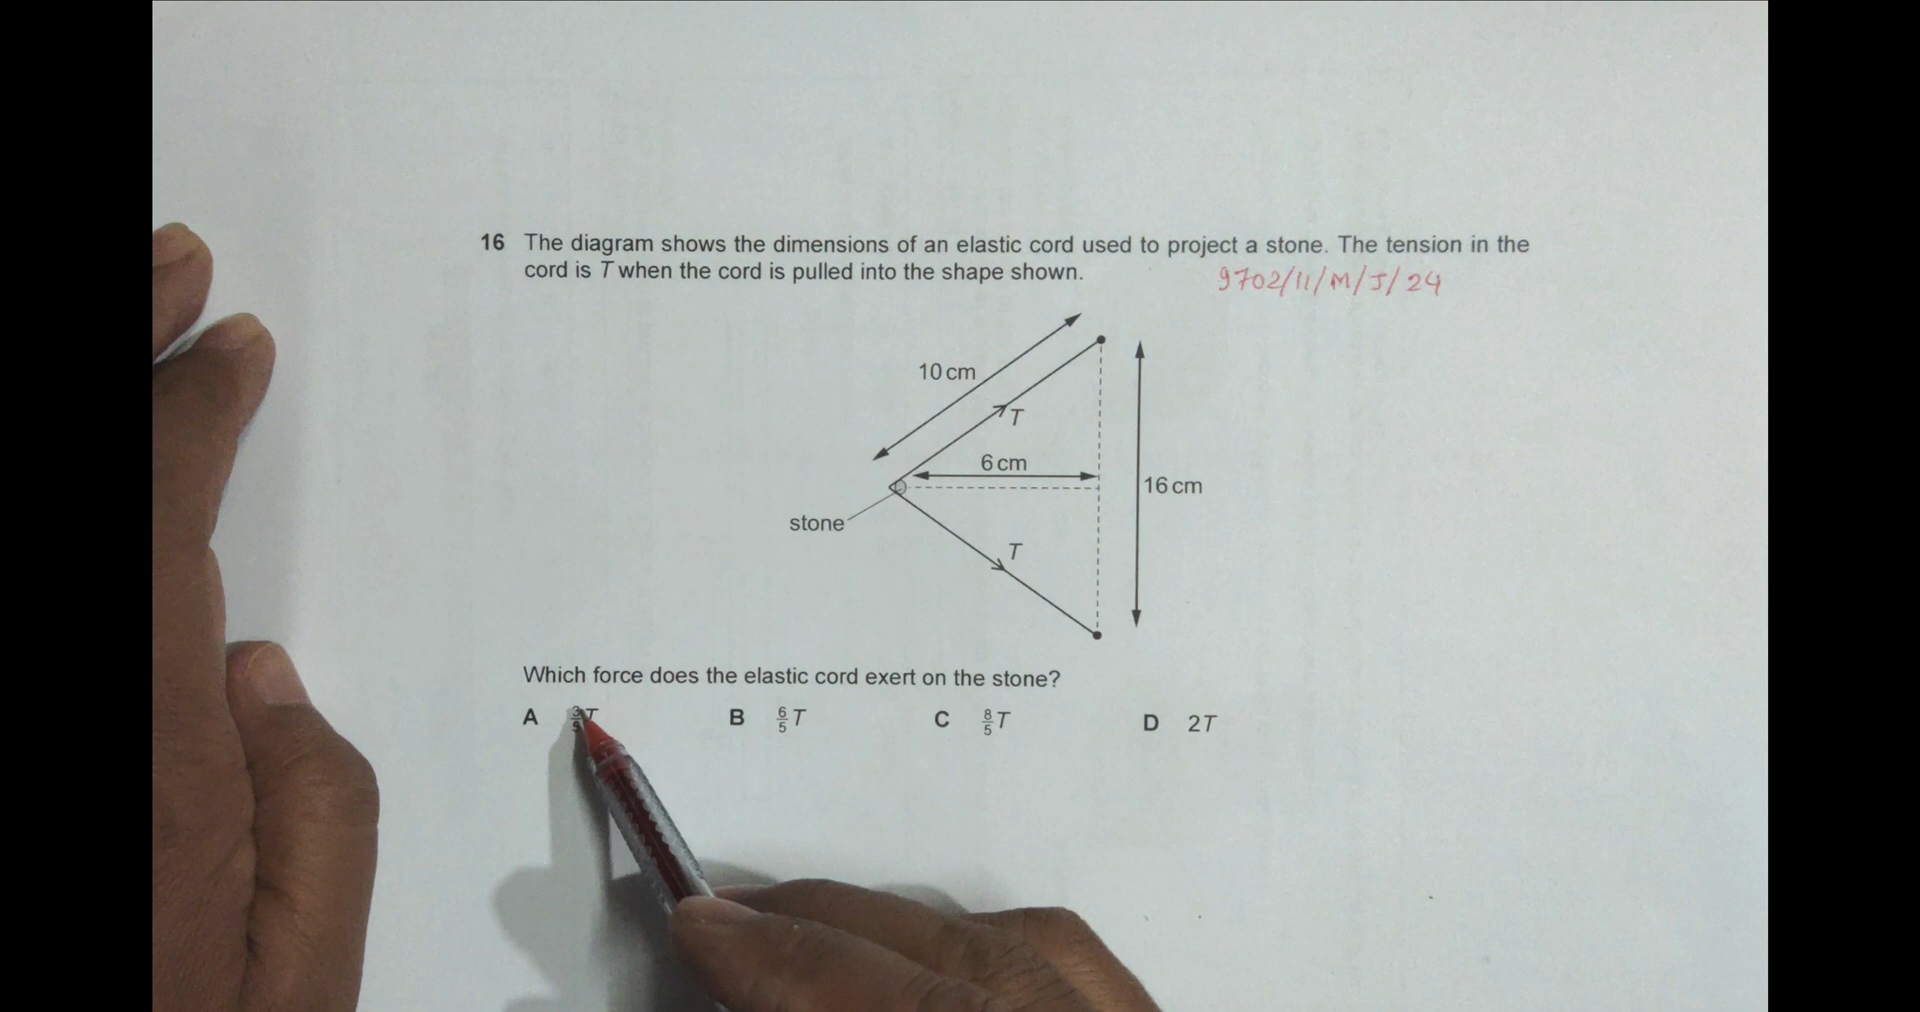 16 The diagram shows the dimensions of an elastic cord used to project a stone. The tension in the
cord is T when the cord is pulled into the shape shown.
9702/11/M/J/24
10 cm
T
6 cm
16 cm
stone
T
Which force does the elastic cord exert on the stone?
A 3/5 T B 6/5 T C 8/5 T D 2T